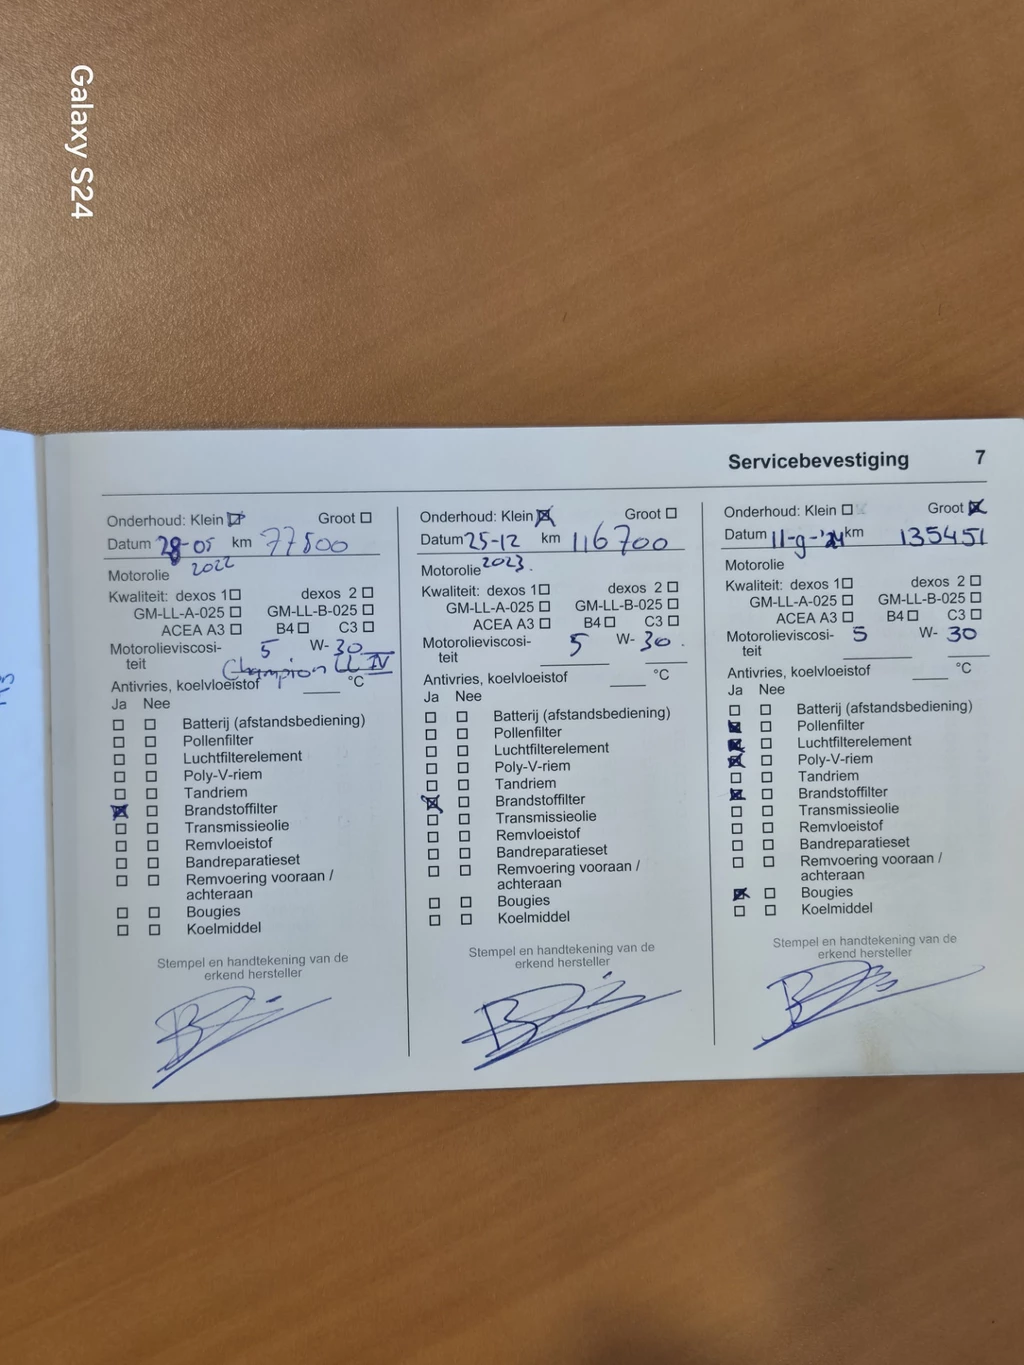 Galaxy S24
Servicebevestiging 7
Onderhoud: Klein Groot
Datum 28-05 km 77800
2022
Motorolie
Kwaliteit: dexos 1 dexos 2
GM-LL-A-025 GM-LL-B-025
ACEA A3 B4 C3
Motorolieviscosi- 5 W- 30
teit
Champion LL IV
Antivries, koelvloeistof °C
Ja Nee
Batterij (afstandsbediening)
Pollenfilter
Luchtfilterelement
Poly-V-riem
Tandriem
Brandstoffilter
Transmissieolie
Remvloeistof
Bandreparatieset
Remvoering vooraan /
achteraan
Bougies
Koelmiddel
Stempel en handtekening van de
erkend hersteller
Onderhoud: Klein Groot
Datum 25-12 km 116700
2023.
Motorolie
Kwaliteit: dexos 1 dexos 2
GM-LL-A-025 GM-LL-B-025
ACEA A3 B4 C3
Motorolieviscosi- 5 W- 30.
teit
Antivries, koelvloeistof °C
Ja Nee
Batterij (afstandsbediening)
Pollenfilter
Luchtfilterelement
Poly-V-riem
Tandriem
Brandstoffilter
Transmissieolie
Remvloeistof
Bandreparatieset
Remvoering vooraan /
achteraan
Bougies
Koelmiddel
Stempel en handtekening van de
erkend hersteller
Onderhoud: Klein Groot
Datum 11-9-'24 km 135451
Motorolie
Kwaliteit: dexos 1 dexos 2
GM-LL-A-025 GM-LL-B-025
ACEA A3 B4 C3
Motorolieviscosi- 5 W- 30
teit
Antivries, koelvloeistof °C
Ja Nee
Batterij (afstandsbediening)
Pollenfilter
Luchtfilterelement
Poly-V-riem
Tandriem
Brandstoffilter
Transmissieolie
Remvloeistof
Bandreparatieset
Remvoering vooraan /
achteraan
Bougies
Koelmiddel
Stempel en handtekening van de
erkend hersteller